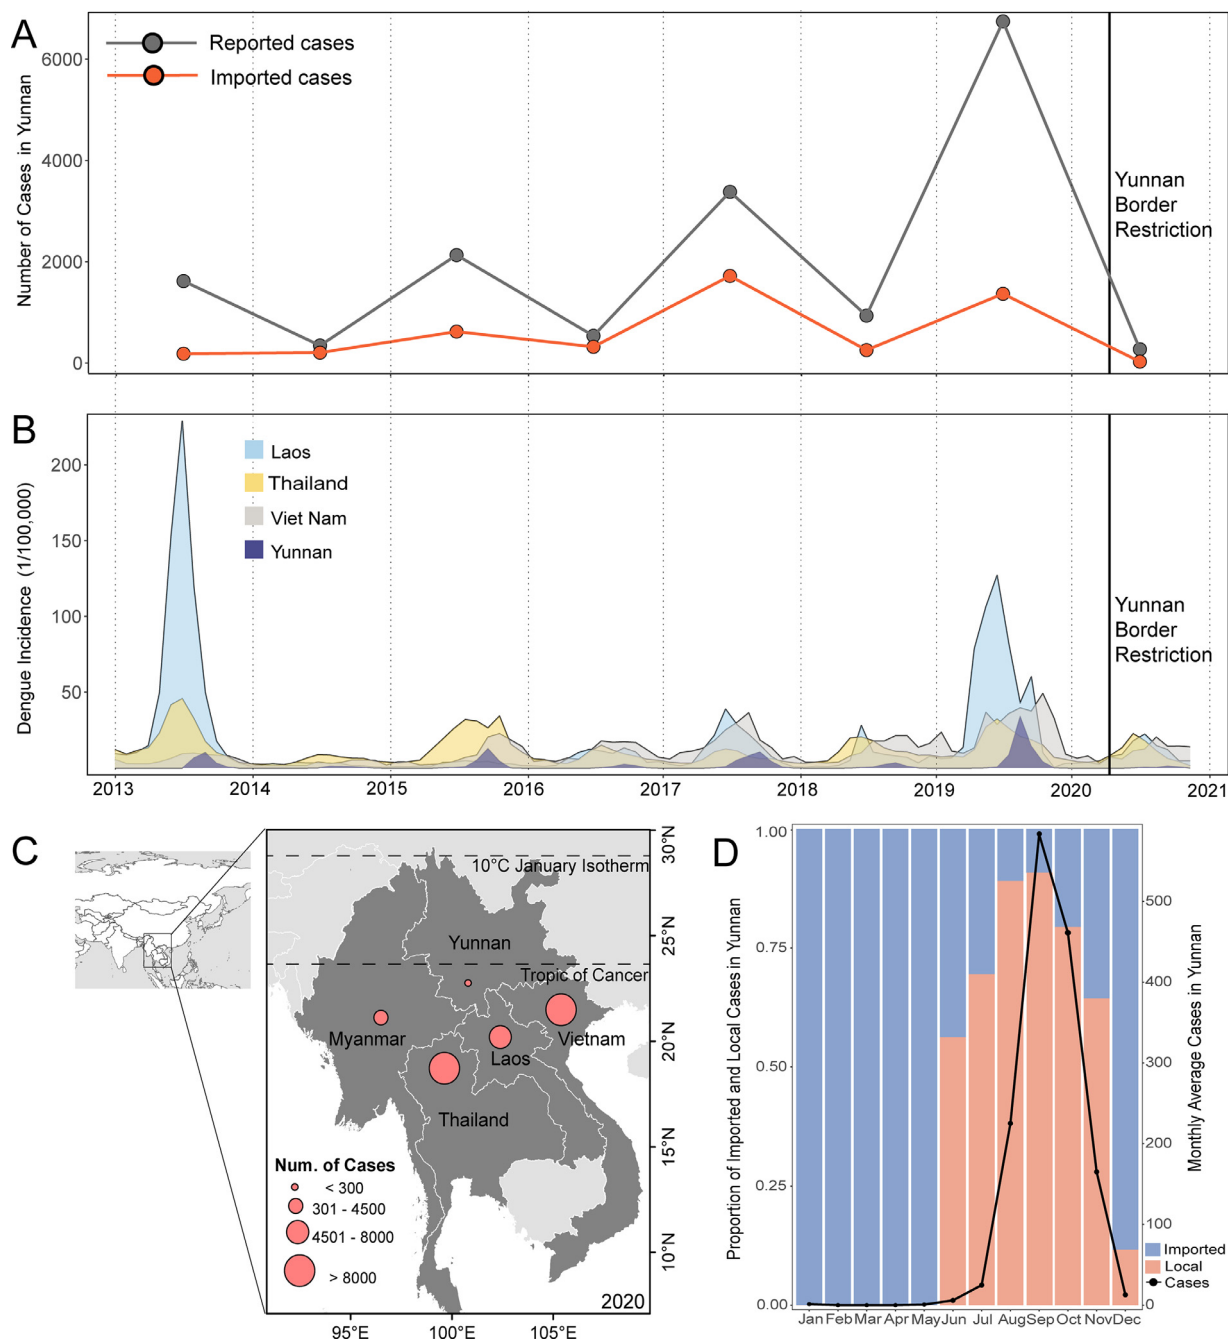 A
Reported cases
Imported cases
Number of Cases in Yunnan
6000
4000
2000
0
Yunnan
Border
Restriction
B
Laos
Thailand
Viet Nam
Yunnan
Dengue Incidence (1/100,000)
200
150
100
50
Yunnan
Border
Restriction
2013 2014 2015 2016 2017 2018 2019 2020 2021
C
10°C January Isotherm
Yunnan
Tropic of Cancer
Myanmar
Laos
Vietnam
Thailand
Num. of Cases
< 300
301 - 4500
4501 - 8000
> 8000
2020
30°N
25°N
20°N
15°N
10°N
95°E 100°E 105°E
D
Proportion of Imported and Local Cases in Yunnan
1.00
0.75
0.50
0.25
0.00
Monthly Average Cases in Yunnan
500
400
300
200
100
0
Imported
Local
Cases
Jan Feb Mar Apr May Jun Jul Aug Sep Oct Nov Dec